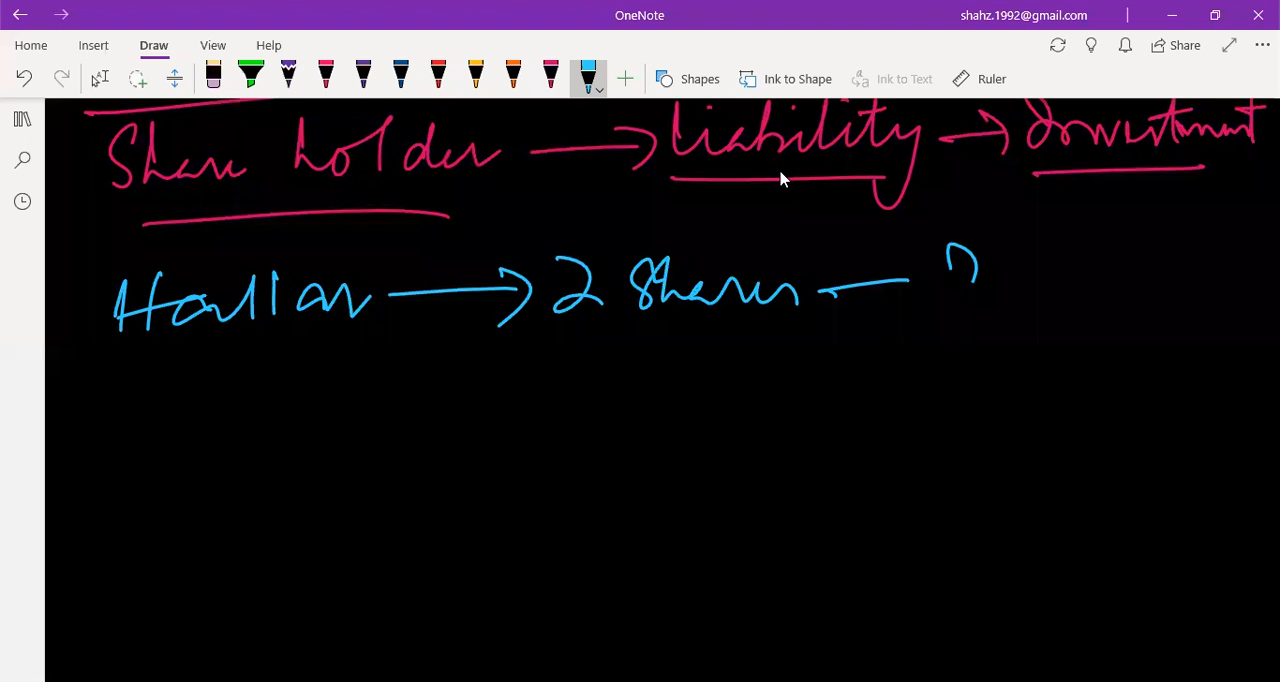 OneNote
shahz.1992@gmail.com
Home Insert Draw View Help
Share
Shapes Ink to Shape Ink to Text Ruler
Share holder → Liability → Investment
→ 2 Shares —